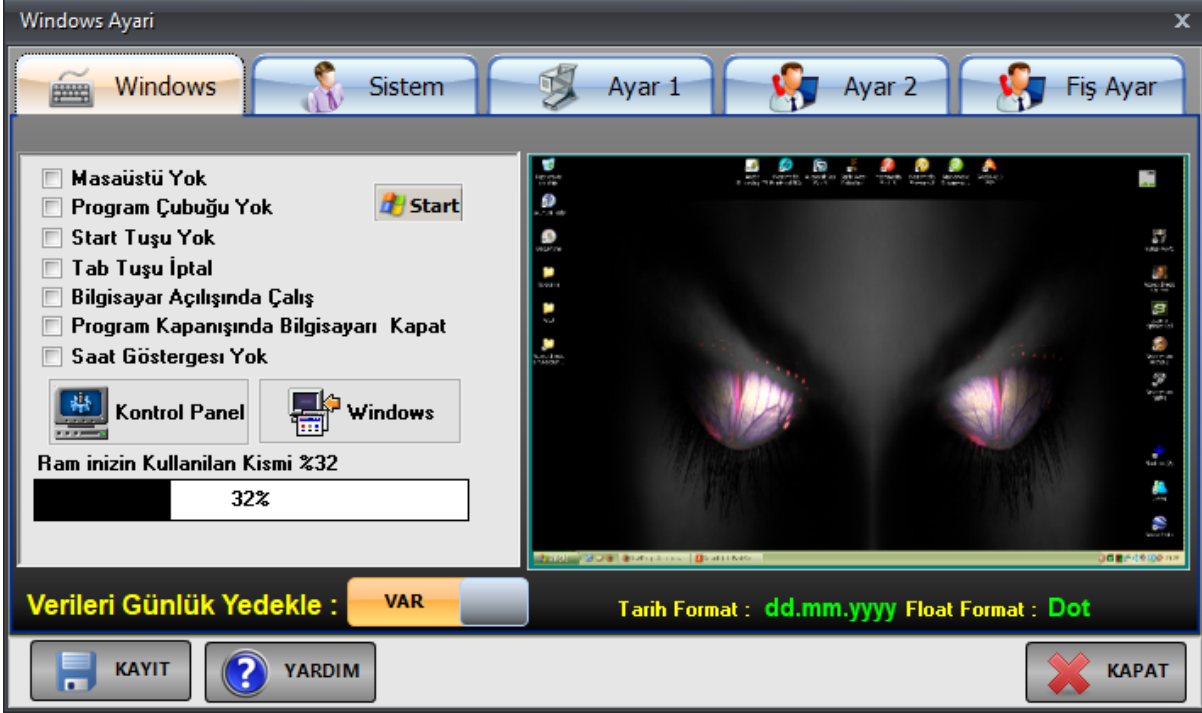 Windows Ayari
x
Windows
Sistem
Ayar 1
Ayar 2
Fiş Ayar
Masaüstü Yok
Program Çubuğu Yok
Start
Start Tuşu Yok
Tab Tuşu İptal
Bilgisayar Açılışında Çalış
Program Kapanışında Bilgisayarı Kapat
Saat Göstergesı Yok
Kontrol Panel
Windows
Ram inizin Kullanilan Kismi %32
32%
Verileri Günlük Yedekle : VAR
Tarih Format : dd.mm.yyyy Float Format : Dot
KAYIT
YARDIM
KAPAT